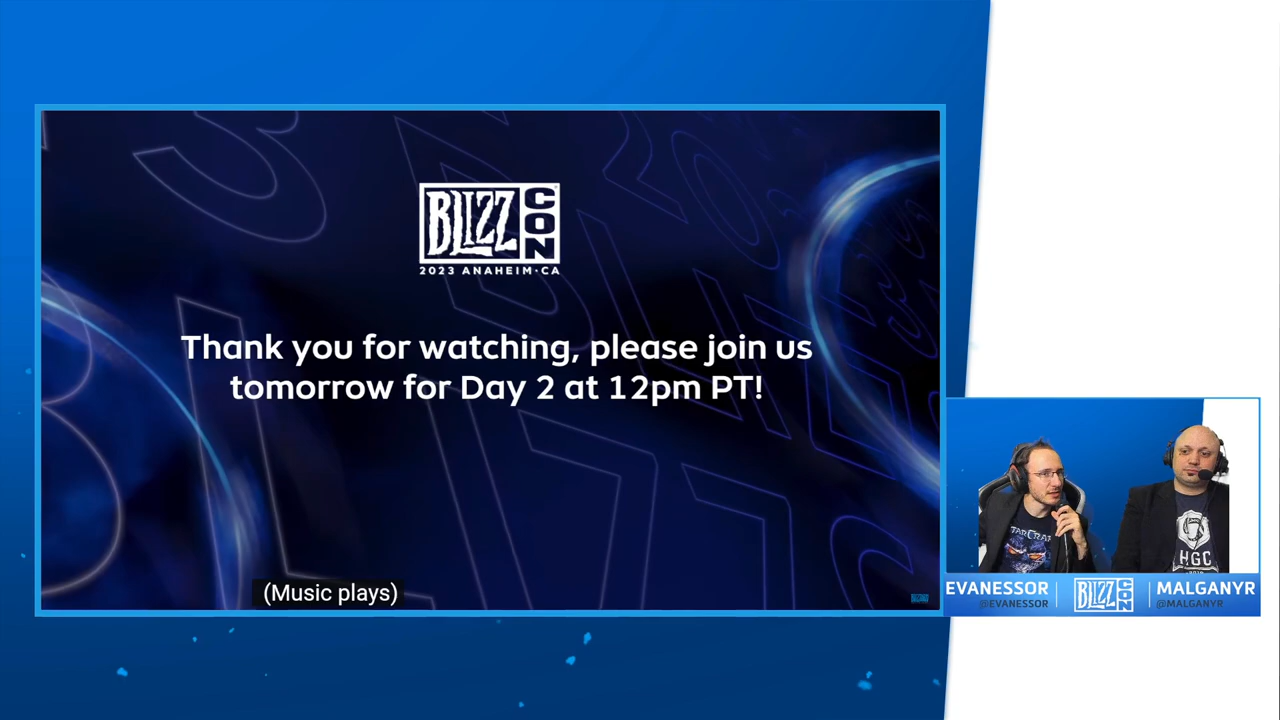 BLIZZ
CON
2023 ANAHEIM·CA
Thank you for watching, please join us
tomorrow for Day 2 at 12pm PT!
(Music plays)
STARCRAF
HGC
EVANESSOR
@EVANESSOR
BLIZZ
CON
MALGANYR
@MALGANYR